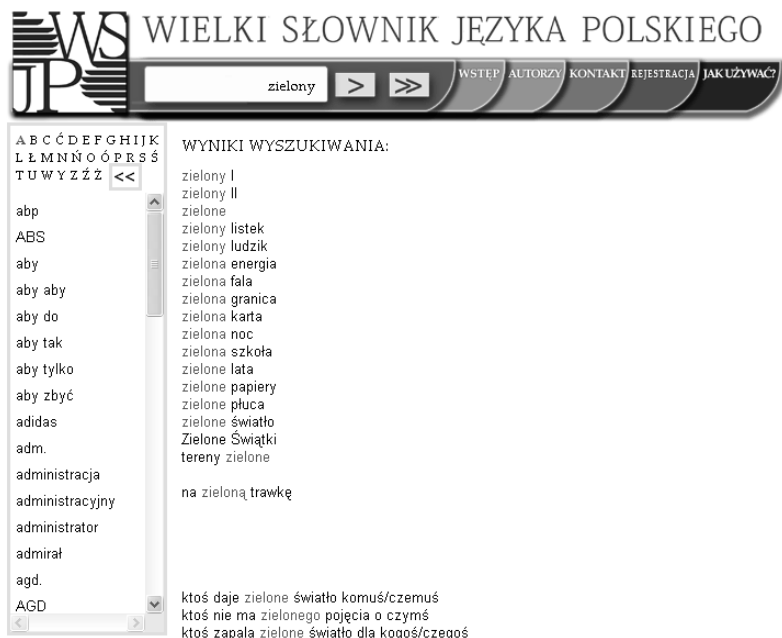 WSJP
WIELKI SŁOWNIK JĘZYKA POLSKIEGO
zielony > >> WSTĘP AUTORZY KONTAKT REJESTRACJA JAK UŻYWAĆ?
A B C Ć D E F G H I J K
L Ł M N Ń O Ó P R S Ś
T U W Y Z Ź Ż <<
abp
ABS
aby
aby aby
aby do
aby tak
aby tylko
aby zbyć
adidas
adm.
administracja
administracyjny
administrator
admirał
agd.
AGD
WYNIKI WYSZUKIWANIA:
zielony I
zielony II
zielone
zielony listek
zielony ludzik
zielona energia
zielona fala
zielona granica
zielona karta
zielona noc
zielona szkoła
zielone lata
zielone papiery
zielone płuca
zielone światło
Zielone Świątki
tereny zielone
na zieloną trawkę
ktoś daje zielone światło komuś/czemuś
ktoś nie ma zielonego pojęcia o czymś
ktoś zapala zielone światło dla kogoś/czegoś